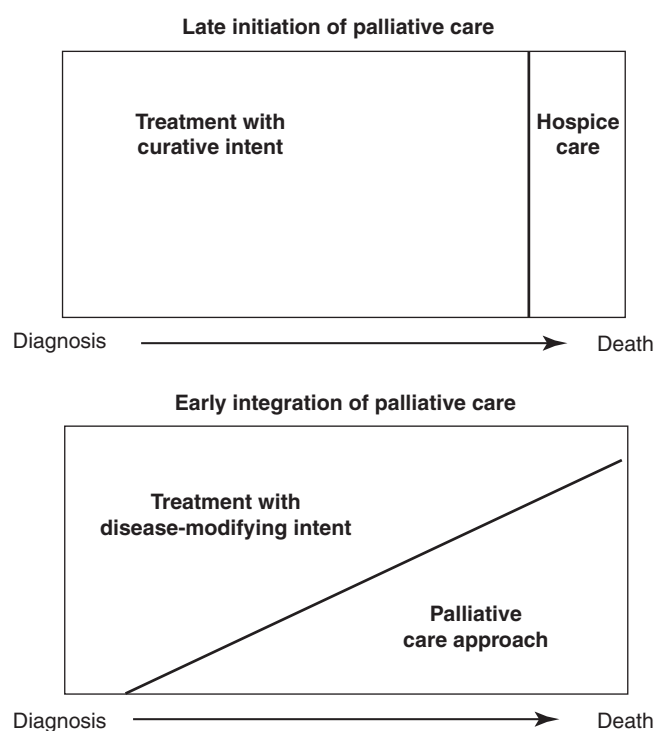 Late initiation of palliative care
Treatment with
curative intent
Hospice
care
Diagnosis
Death
Early integration of palliative care
Treatment with
disease-modifying intent
Palliative
care approach
Diagnosis
Death